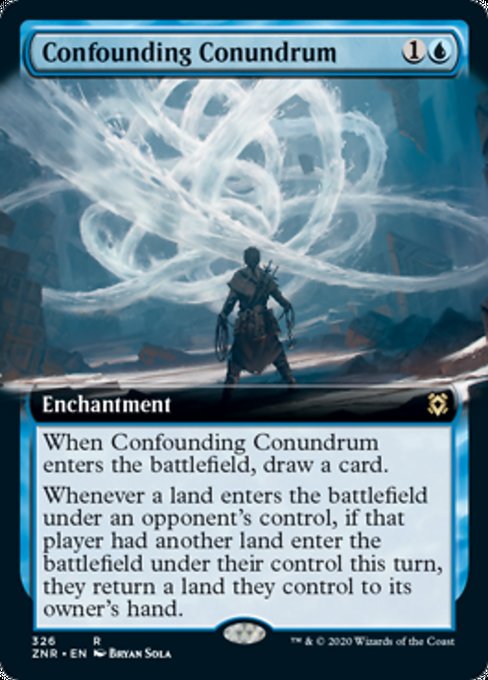 Confounding Conundrum 1
Enchantment
When Confounding Conundrum
enters the battlefield, draw a card.
Whenever a land enters the battlefield
under an opponent's control, if that
player had another land enter the
battlefield under their control this turn,
they return a land they control to its
owner's hand.
326 R
ZNR • EN BRYAN SOLA
™ & © 2020 Wizards of the Coast